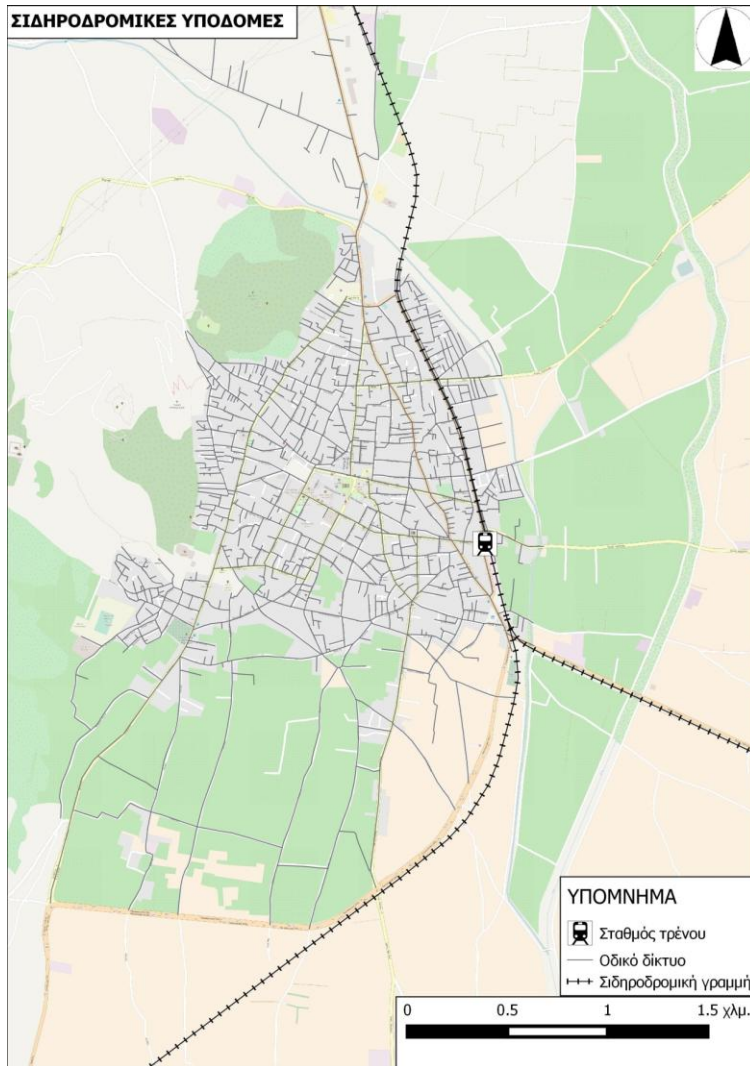 ΣΙΔΗΡΟΔΡΟΜΙΚΕΣ ΥΠΟΔΟΜΕΣ
ΥΠΟΜΝΗΜΑ
Σταθμός τρένου
Οδικό δίκτυο
Σιδηροδρομική γραμμή
0 0.5 1 1.5 χλμ.